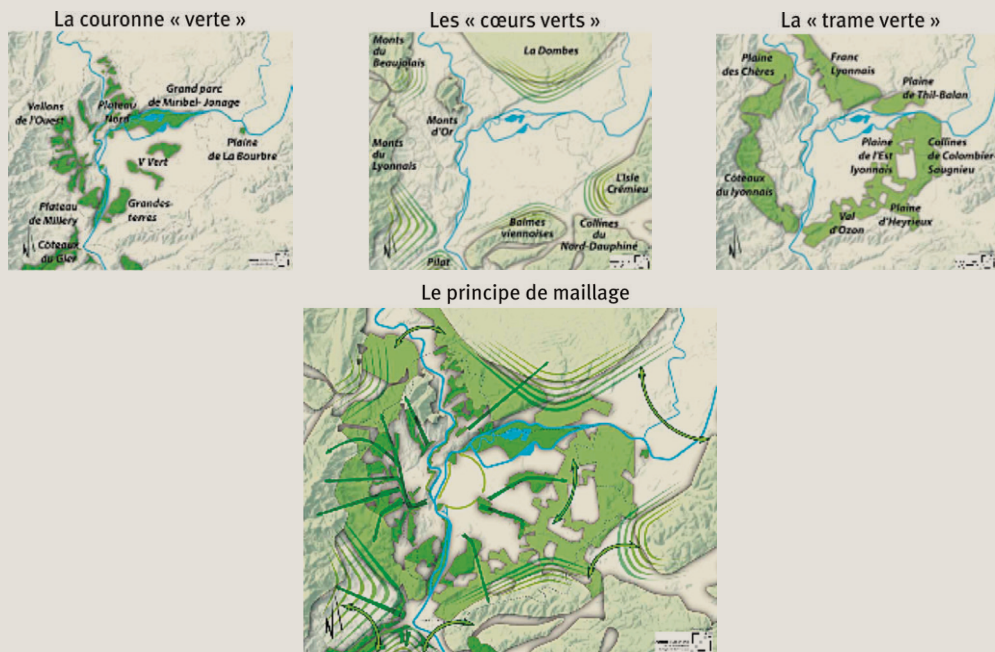 La couronne « verte »
Vallons
de l'Ouest
Plateau
Nord
Grand parc
de Miribel-Jonage
Plaine
de La Bourbre
V Vert
Grandes-
terres
Plateau
de Millery
Côteaux
du Gier
Les « cœurs verts »
Monts
du
Beaujolais
La Dombes
Monts
d'Or
Monts
du
Lyonnais
L'Isle
Crémieu
Balmes
viennoises
Collines
du
Nord-Dauphiné
Pilat
La « trame verte »
Plaine
des Chères
Franc
Lyonnais
Plaine
de Thil-Balan
Plaine
de l'Est
lyonnais
Collines
de Colombier-
Saugnieu
Côteaux
du lyonnais
Val
d'Ozon
Plaine
d'Heyrieux
Le principe de maillage
N